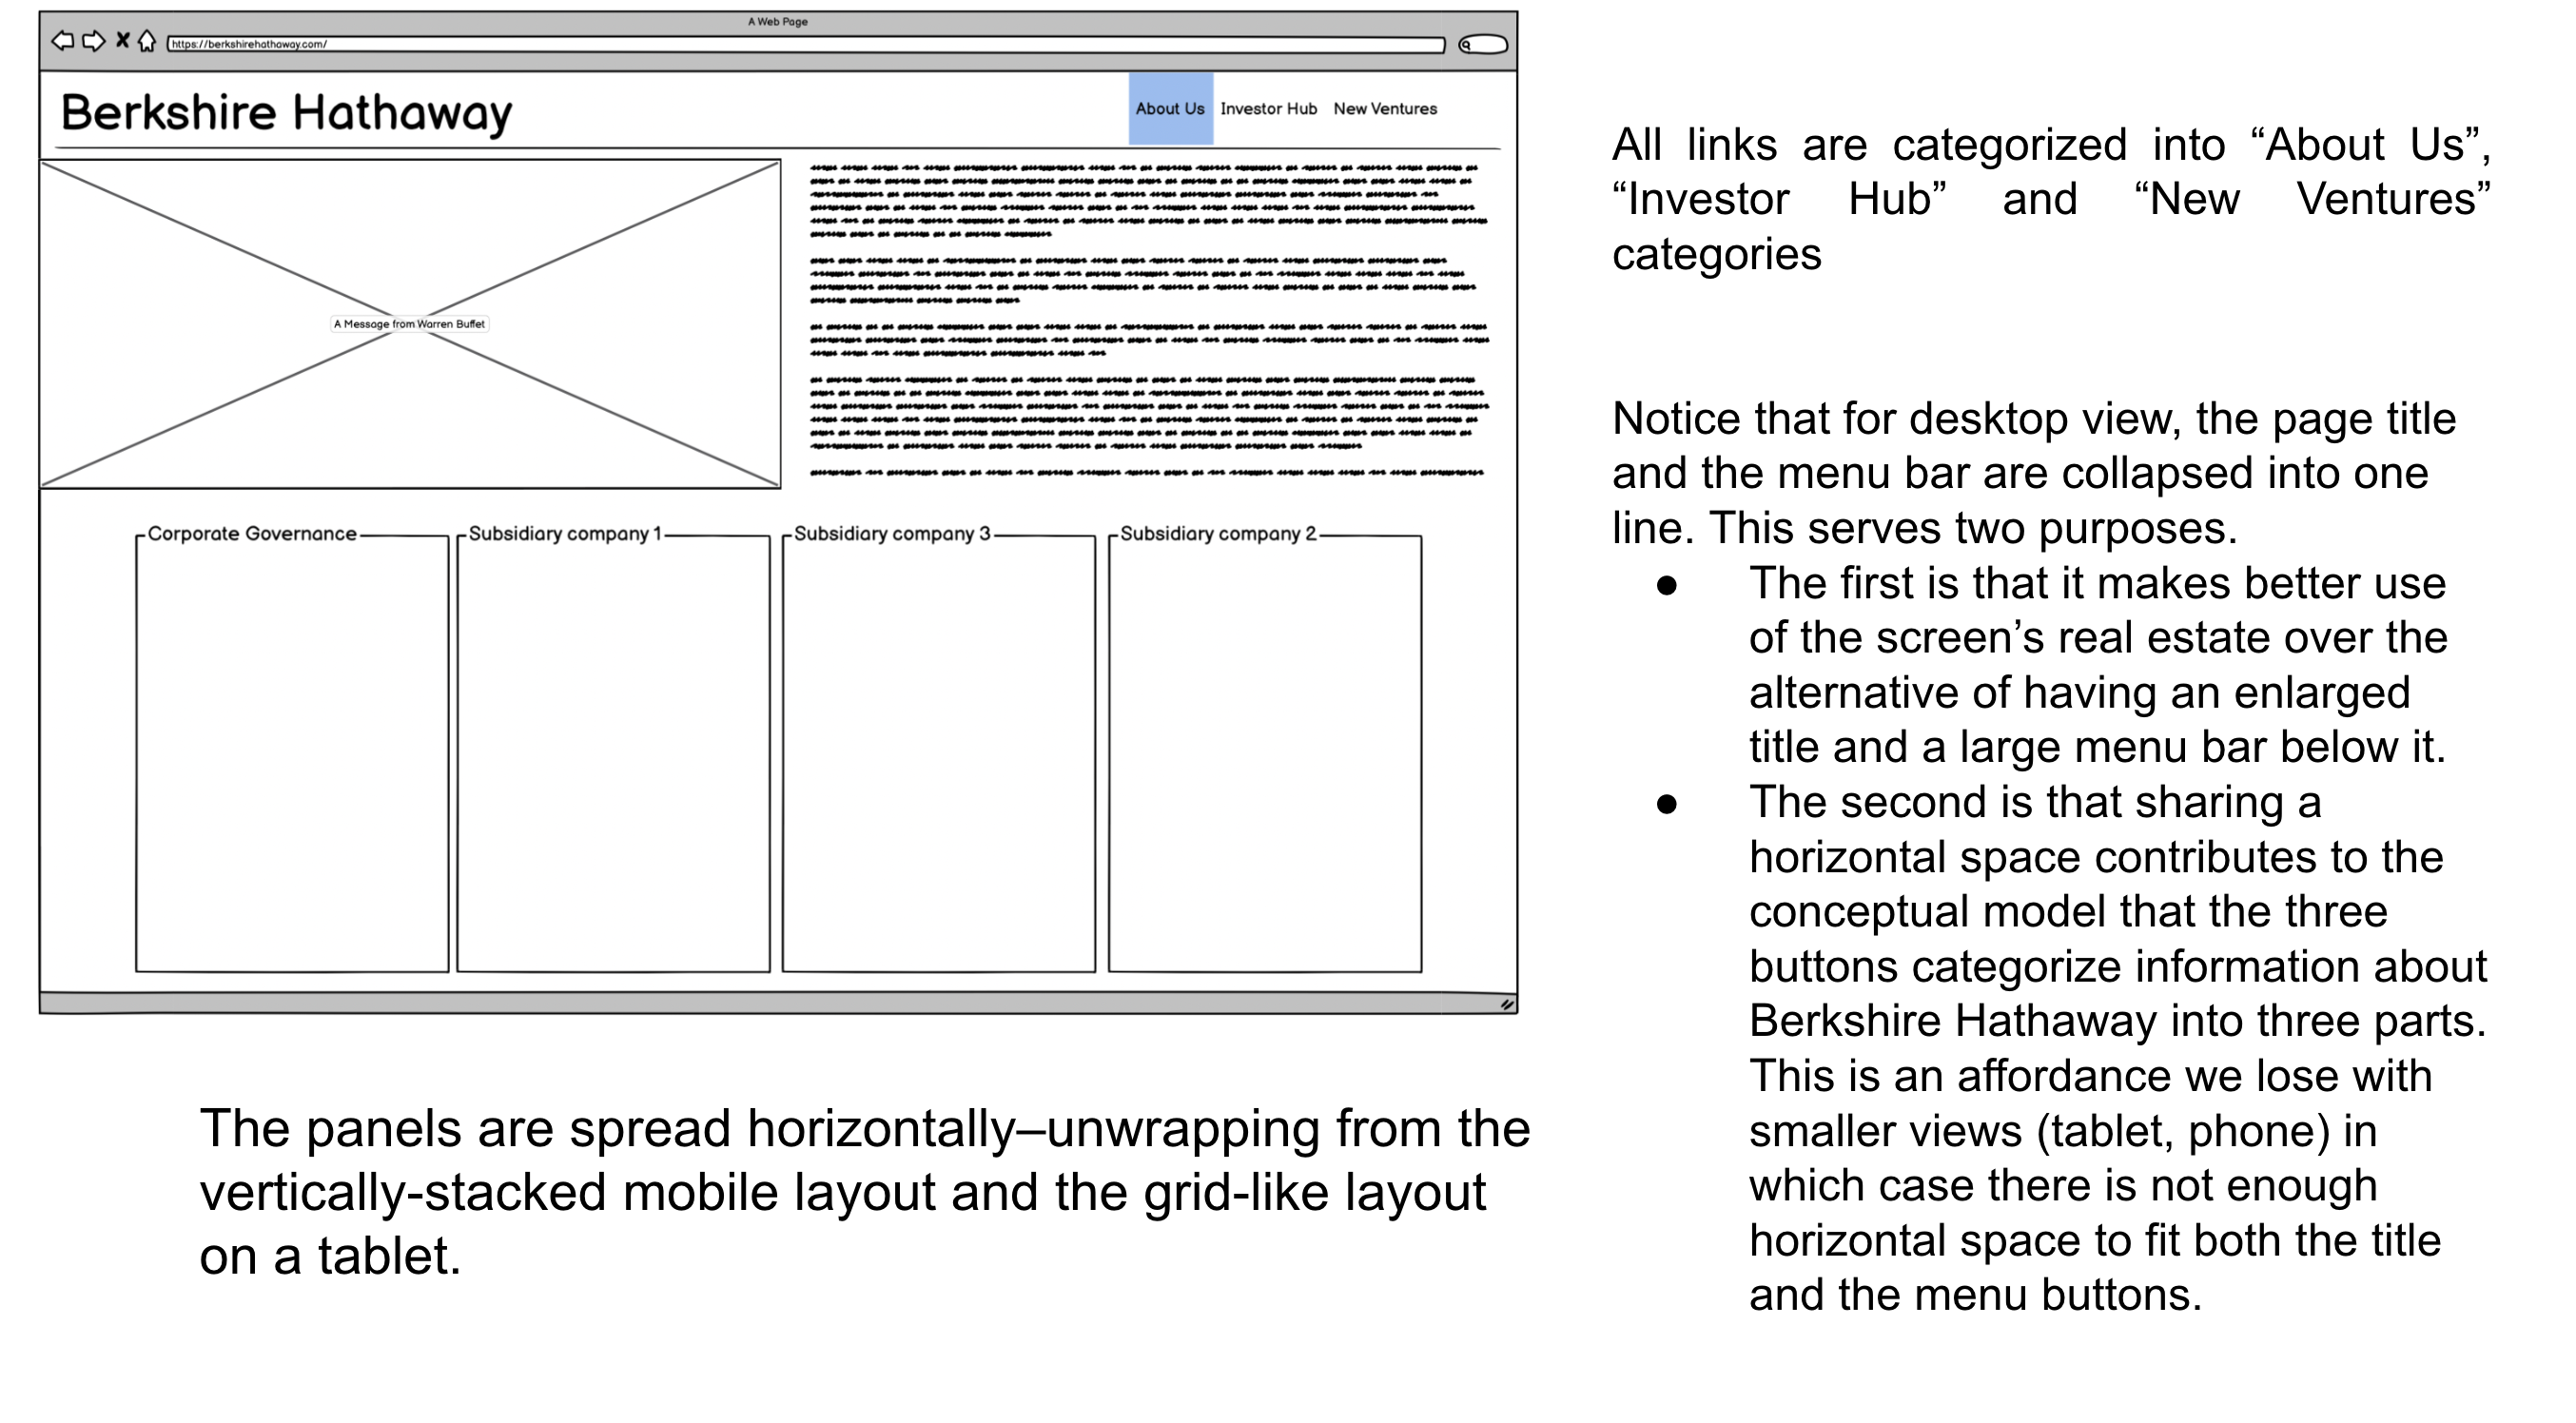 A Web Page
https://berkshirehathaway.com/
Berkshire Hathaway
About Us
Investor Hub
New Ventures
A Message from Warren Buffet
Corporate Governance
Subsidiary company 1
Subsidiary company 3
Subsidiary company 2
The panels are spread horizontally–unwrapping from the
vertically-stacked mobile layout and the grid-like layout
on a tablet.
All links are categorized into “About Us”,
“Investor Hub” and “New Ventures”
categories
Notice that for desktop view, the page title
and the menu bar are collapsed into one
line. This serves two purposes.
● The first is that it makes better use
of the screen’s real estate over the
alternative of having an enlarged
title and a large menu bar below it.
● The second is that sharing a
horizontal space contributes to the
conceptual model that the three
buttons categorize information about
Berkshire Hathaway into three parts.
This is an affordance we lose with
smaller views (tablet, phone) in
which case there is not enough
horizontal space to fit both the title
and the menu buttons.